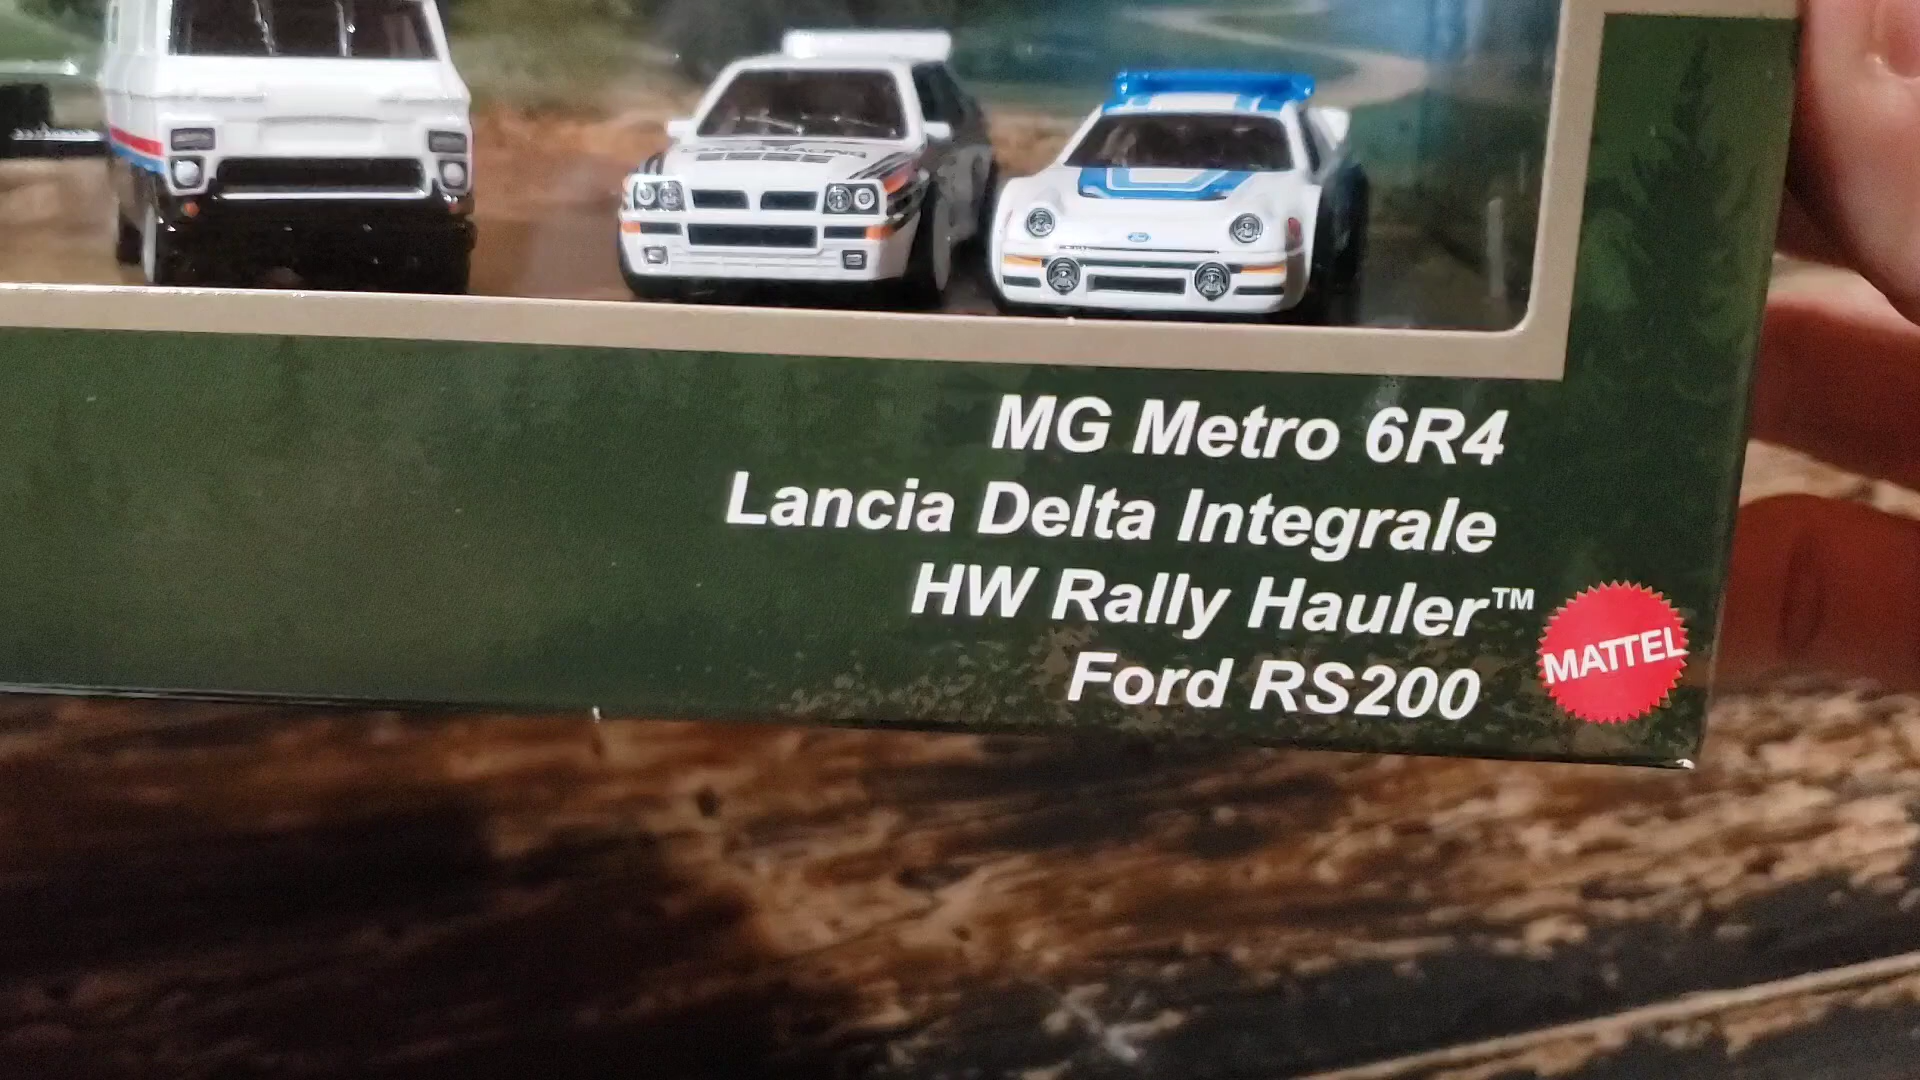 MG Metro 6R4
Lancia Delta Integrale
HW Rally Hauler™
Ford RS200
MATTEL